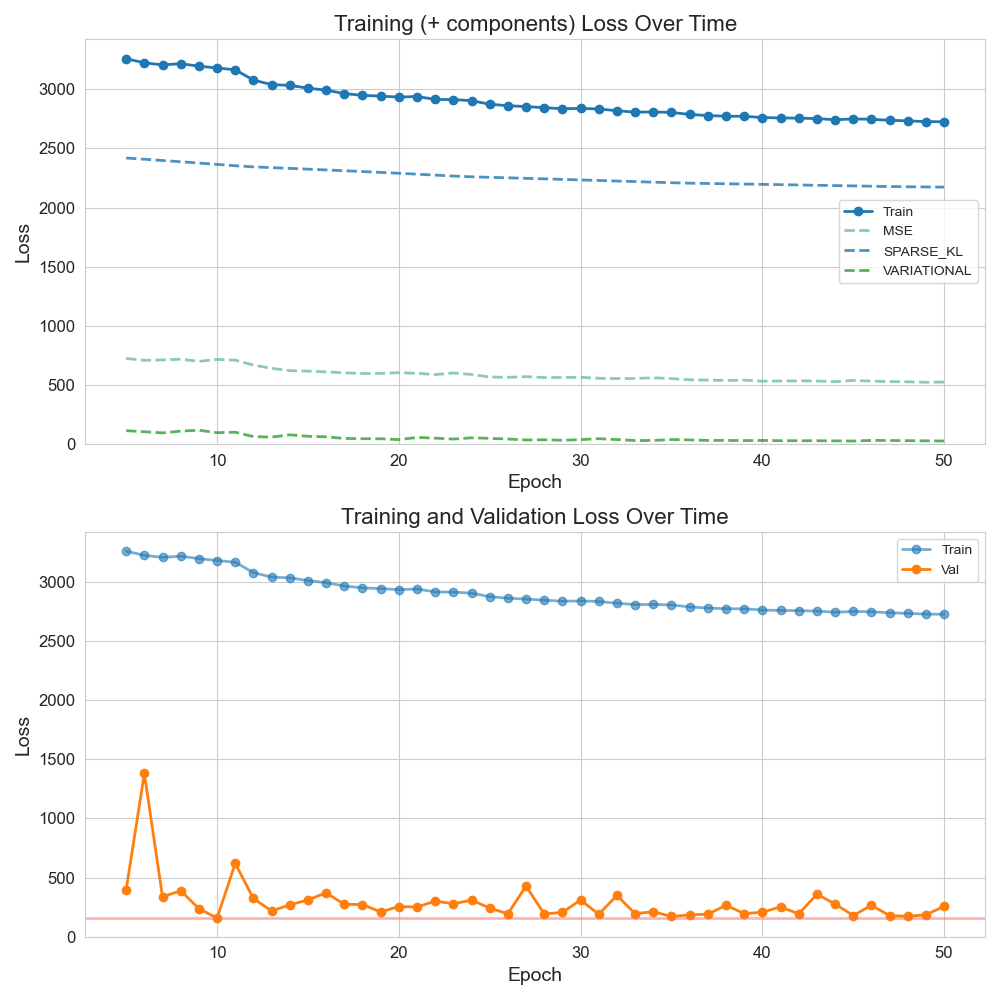 Training (+ components) Loss Over Time
Loss
3000
2500
2000
1500
1000
500
0
Train
MSE
SPARSE_KL
VARIATIONAL
10 20 30 40 50
Epoch
Training and Validation Loss Over Time
Loss
3000
2500
2000
1500
1000
500
0
Train
Val
10 20 30 40 50
Epoch